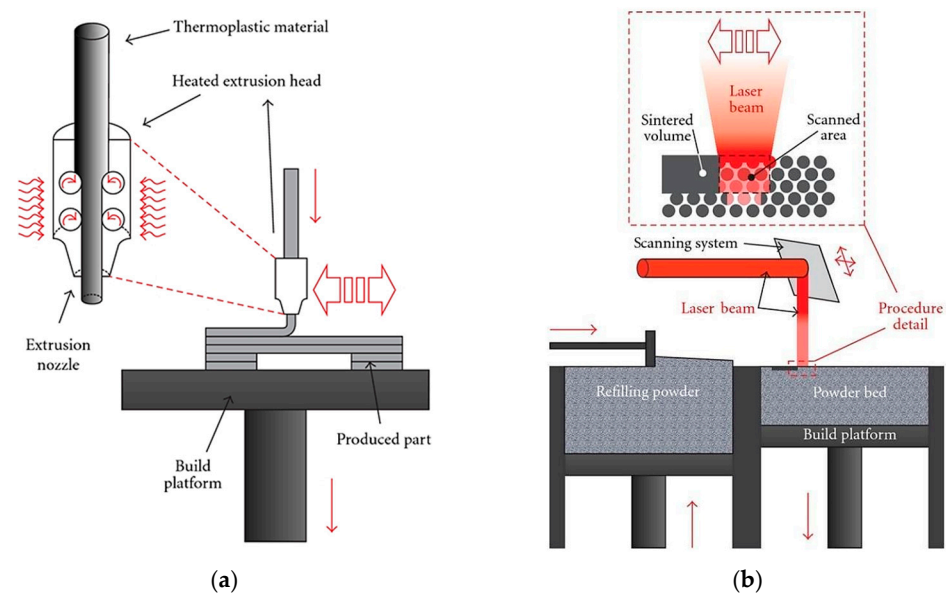 Thermoplastic material
Heated extrusion head
Extrusion
nozzle
Produced part
Build
platform
(a)
Laser
beam
Sintered
volume
Scanned
area
Scanning system
Laser beam
Procedure
detail
Refilling powder
Powder bed
Build platform
(b)